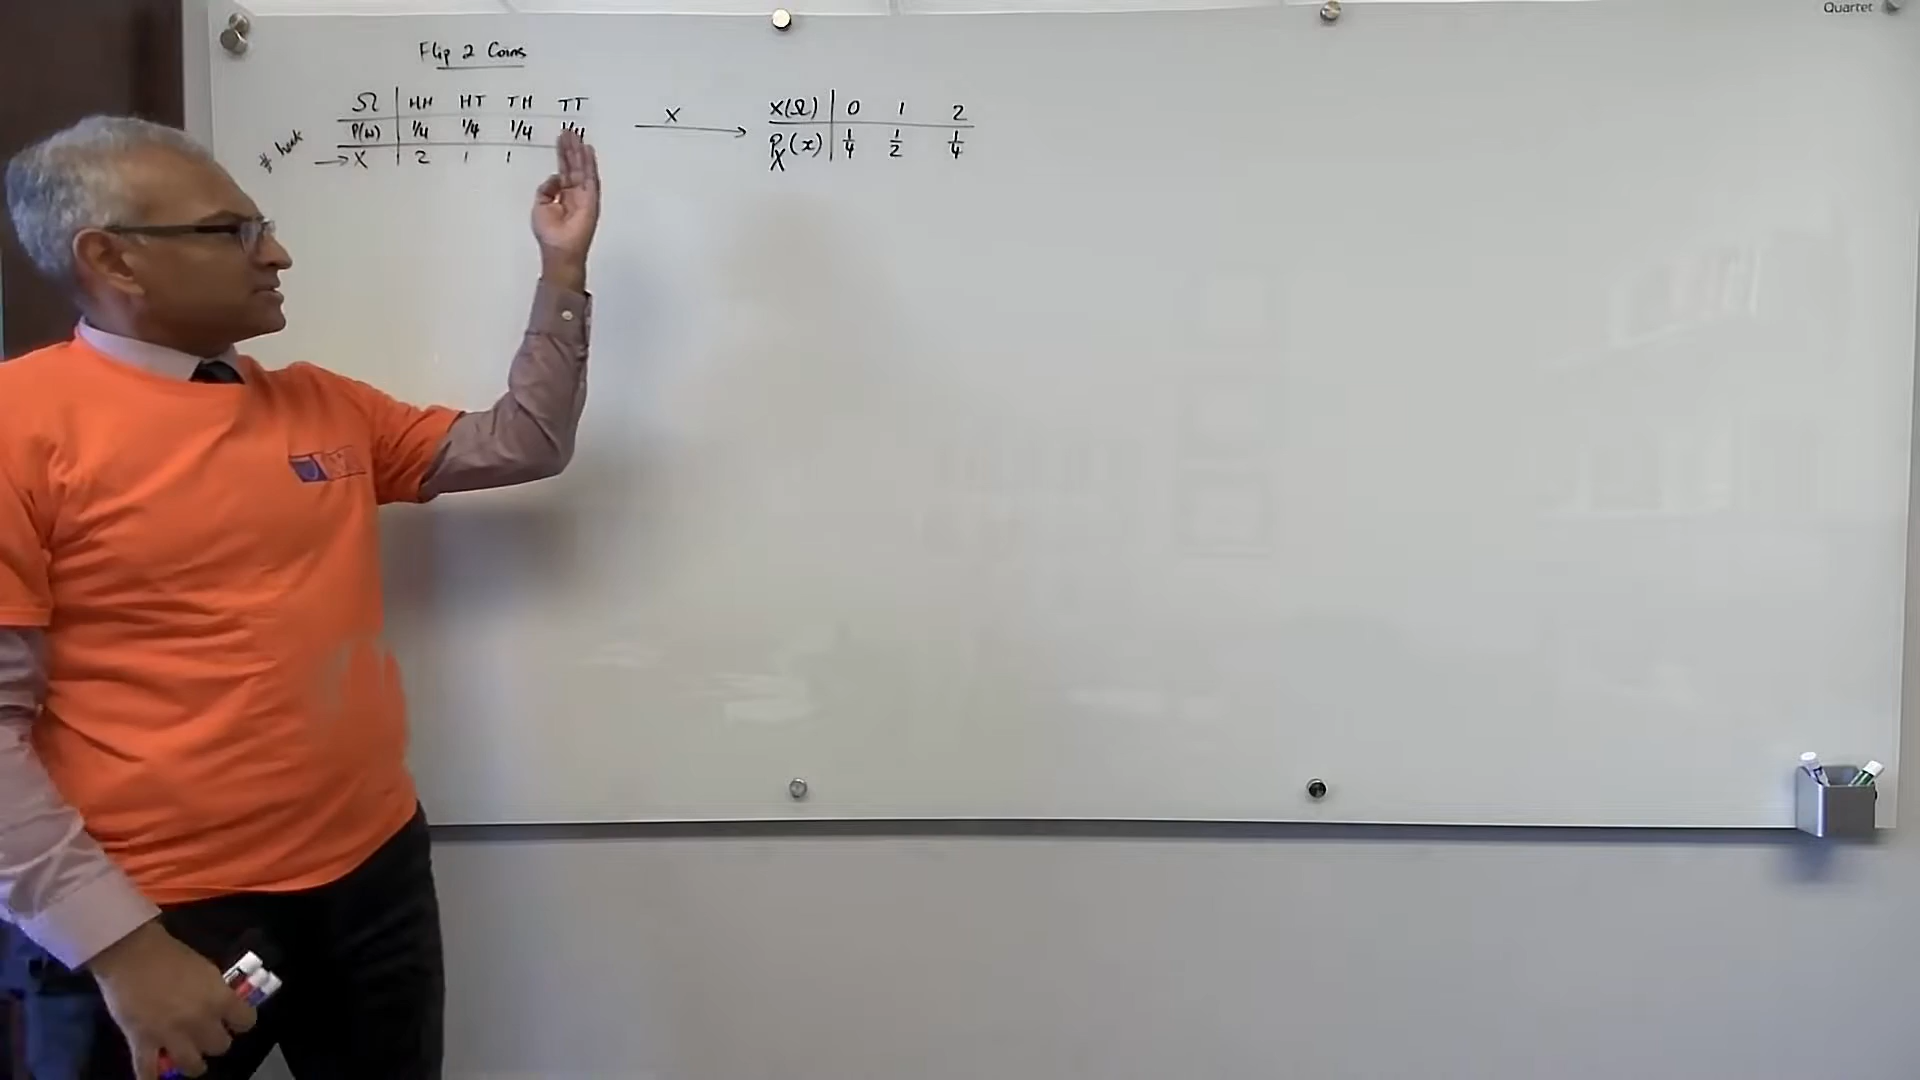 Quartet
Flip 2 Coins
Ω HH HT TH TT
P(ω) 1/4 1/4 1/4 1/4
# heads → X 2 1 1
X
X(Ω) 0 1 2
P_X(x) 1/4 1/2 1/4